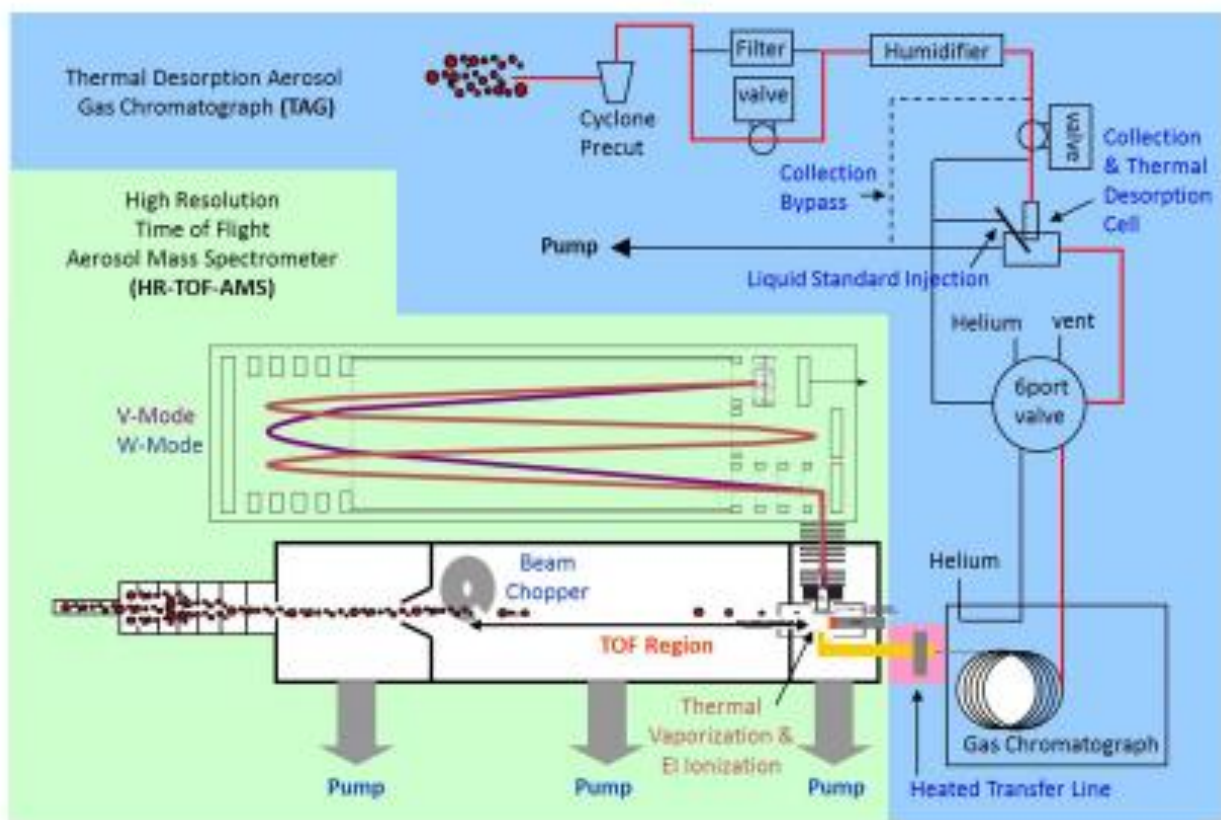 Thermal Desorption Aerosol
Gas Chromatograph (TAG)
Cyclone
Precut
Filter
valve
Humidifier
valve
Collection
& Thermal
Desorption
Cell
Collection
Bypass
Pump
Liquid Standard Injection
High Resolution
Time of Flight
Aerosol Mass Spectrometer
(HR-TOF-AMS)
Helium
vent
6port
valve
V-Mode
W-Mode
Beam
Chopper
TOF Region
Helium
Thermal
Vaporization &
EI Ionization
Gas Chromatograph
Pump
Pump
Pump
Heated Transfer Line